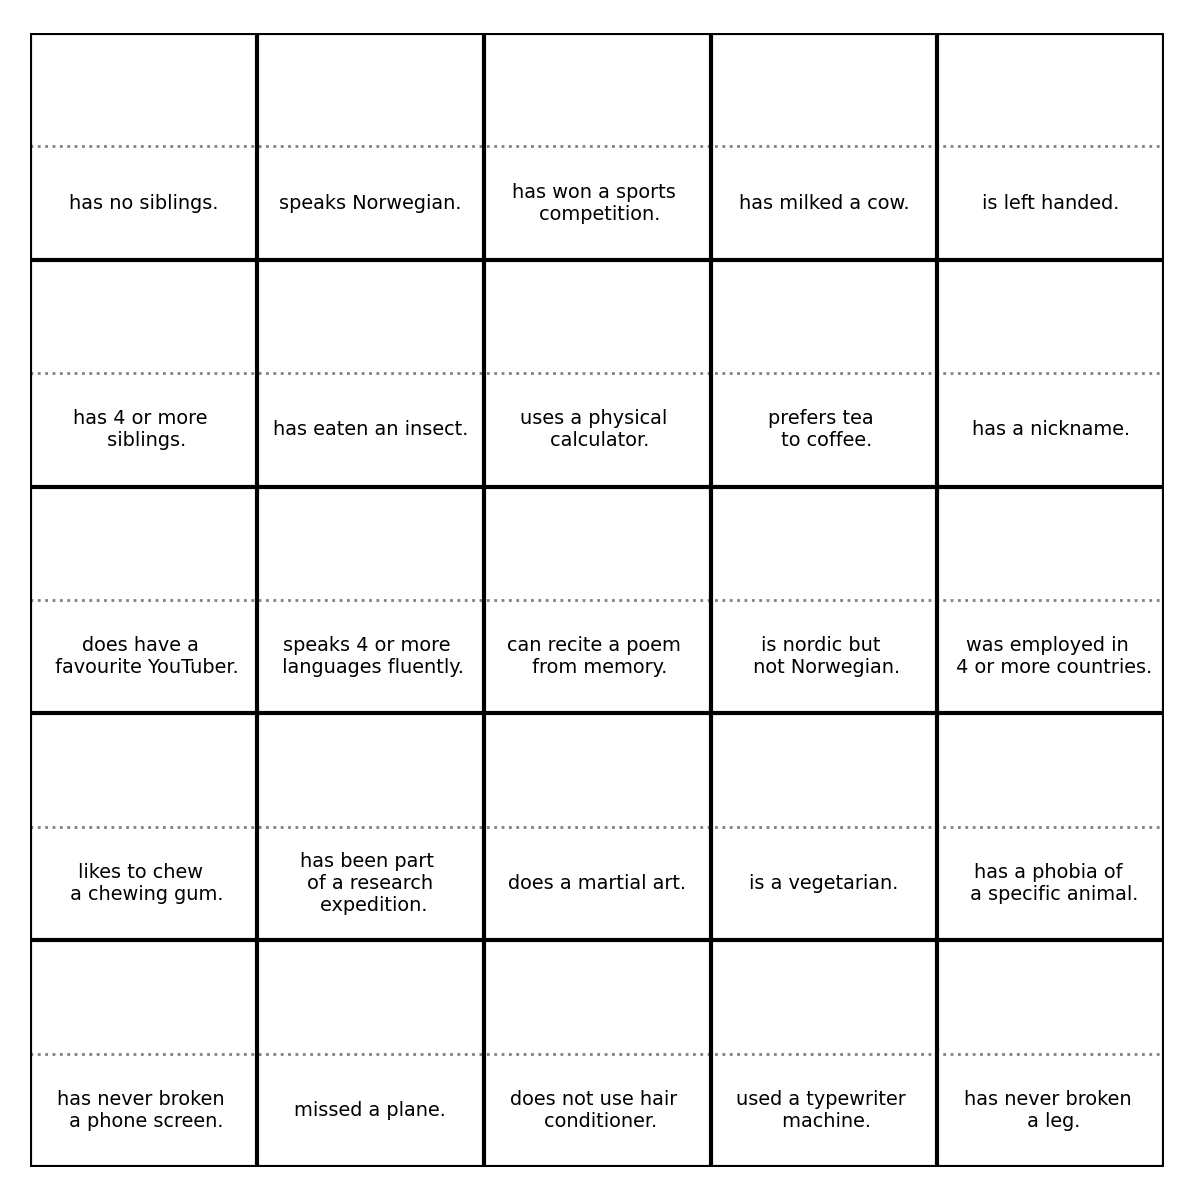 has no siblings.
speaks Norwegian.
has won a sports
competition.
has milked a cow.
is left handed.
has 4 or more
siblings.
has eaten an insect.
uses a physical
calculator.
prefers tea
to coffee.
has a nickname.
does have a
favourite YouTuber.
speaks 4 or more
languages fluently.
can recite a poem
from memory.
is nordic but
not Norwegian.
was employed in
4 or more countries.
likes to chew
a chewing gum.
has been part
of a research
expedition.
does a martial art.
is a vegetarian.
has a phobia of
a specific animal.
has never broken
a phone screen.
missed a plane.
does not use hair
conditioner.
used a typewriter
machine.
has never broken
a leg.